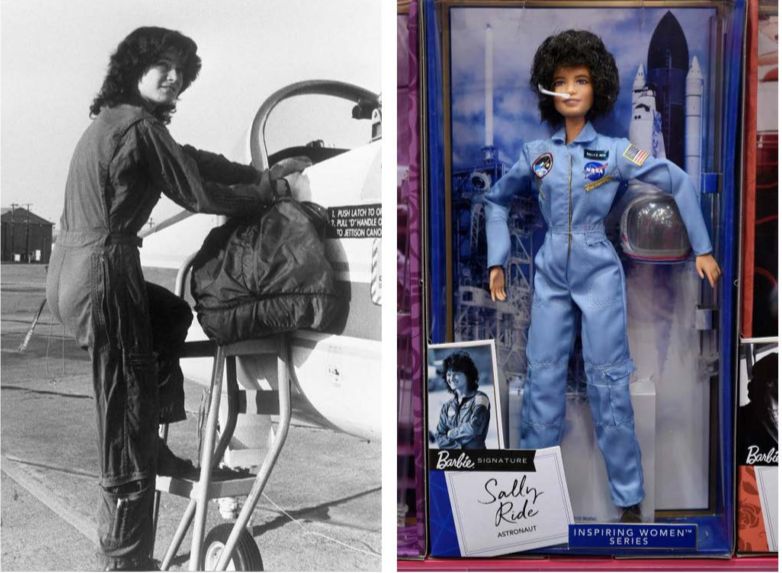 1. PUSH LATCH TO O
2. PULL "D" HANDLE O
TO JETTISON CANO
NASA
Barbie SIGNATURE
Sally
Ride
ASTRONAUT
INSPIRING WOMEN™
SERIES
Barbie